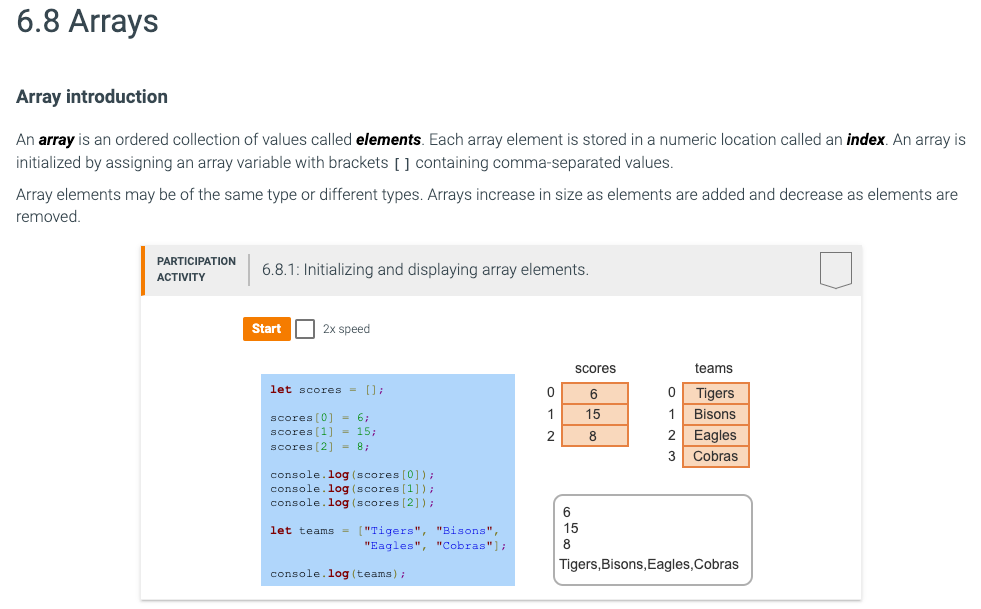 6.8 Arrays
Array introduction
An array is an ordered collection of values called elements. Each array element is stored in a numeric location called an index. An array is
initialized by assigning an array variable with brackets [ ] containing comma-separated values.
Array elements may be of the same type or different types. Arrays increase in size as elements are added and decrease as elements are
removed.
PARTICIPATION
ACTIVITY
6.8.1: Initializing and displaying array elements.
Start 2x speed
let scores = [];
scores[0] = 6;
scores[1] = 15;
scores[2] = 8;
console.log(scores[0]);
console.log(scores[1]);
console.log(scores[2]);
let teams = ["Tigers", "Bisons",
"Eagles", "Cobras"];
console.log(teams);
scores
0 6
1 15
2 8
teams
0 Tigers
1 Bisons
2 Eagles
3 Cobras
6
15
8
Tigers,Bisons,Eagles,Cobras